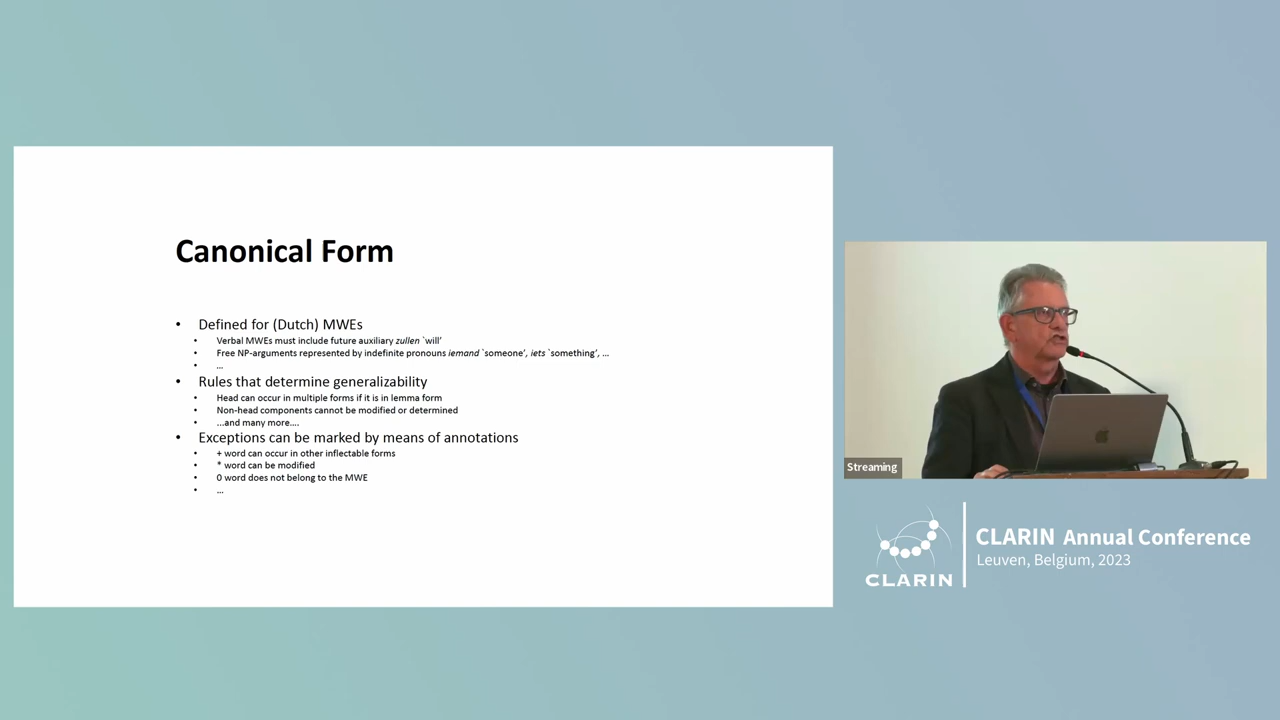 Canonical Form
• Defined for (Dutch) MWEs
• Verbal MWEs must include future auxiliary zullen `will'
• Free NP-arguments represented by indefinite pronouns iemand `someone', iets `something', ...
• ...
• Rules that determine generalizability
• Head can occur in multiple forms if it is in lemma form
• Non-head components cannot be modified or determined
• ...and many more....
• Exceptions can be marked by means of annotations
• + word can occur in other inflectable forms
• * word can be modified
• 0 word does not belong to the MWE
• ...
Streaming
CLARIN
CLARIN Annual Conference
Leuven, Belgium, 2023